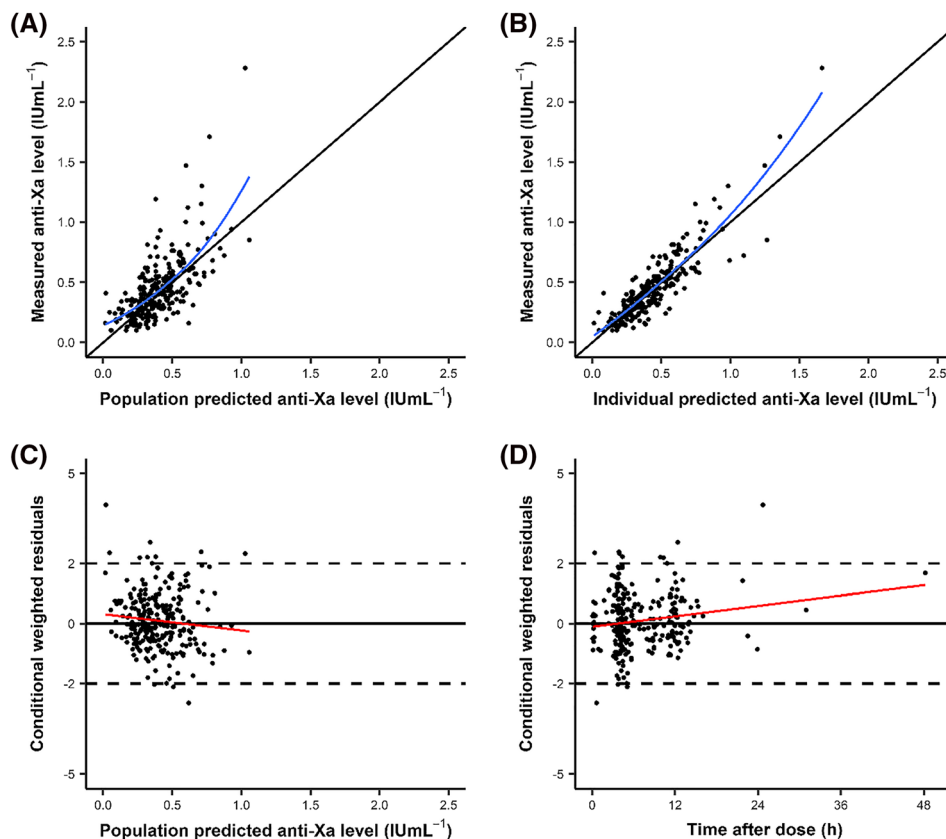 (A)
Measured anti-Xa level (IUmL⁻¹)
2.5
2.0
1.5
1.0
0.5
0.0
0.0 0.5 1.0 1.5 2.0 2.5
Population predicted anti-Xa level (IUmL⁻¹)
(B)
Measured anti-Xa level (IUmL⁻¹)
2.5
2.0
1.5
1.0
0.5
0.0
0.0 0.5 1.0 1.5 2.0 2.5
Individual predicted anti-Xa level (IUmL⁻¹)
(C)
Conditional weighted residuals
5
2
0
-2
-5
0.0 0.5 1.0 1.5 2.0 2.5
Population predicted anti-Xa level (IUmL⁻¹)
(D)
Conditional weighted residuals
5
2
0
-2
-5
0 12 24 36 48
Time after dose (h)